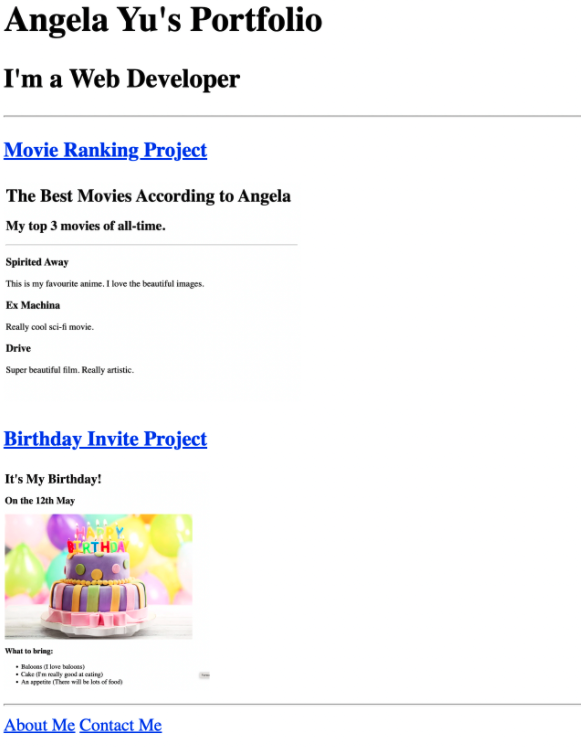 Angela Yu's Portfolio
I'm a Web Developer
Movie Ranking Project
The Best Movies According to Angela
My top 3 movies of all-time.
Spirited Away
This is my favourite anime. I love the beautiful images.
Ex Machina
Really cool sci-fi movie.
Drive
Super beautiful film. Really artistic.
Birthday Invite Project
It's My Birthday!
On the 12th May
HAPPY
BIRTHDAY
What to bring:
Baloons (I love baloons)
Cake (I'm really good at eating)
An appetite (There will be lots of food)
About Me Contact Me